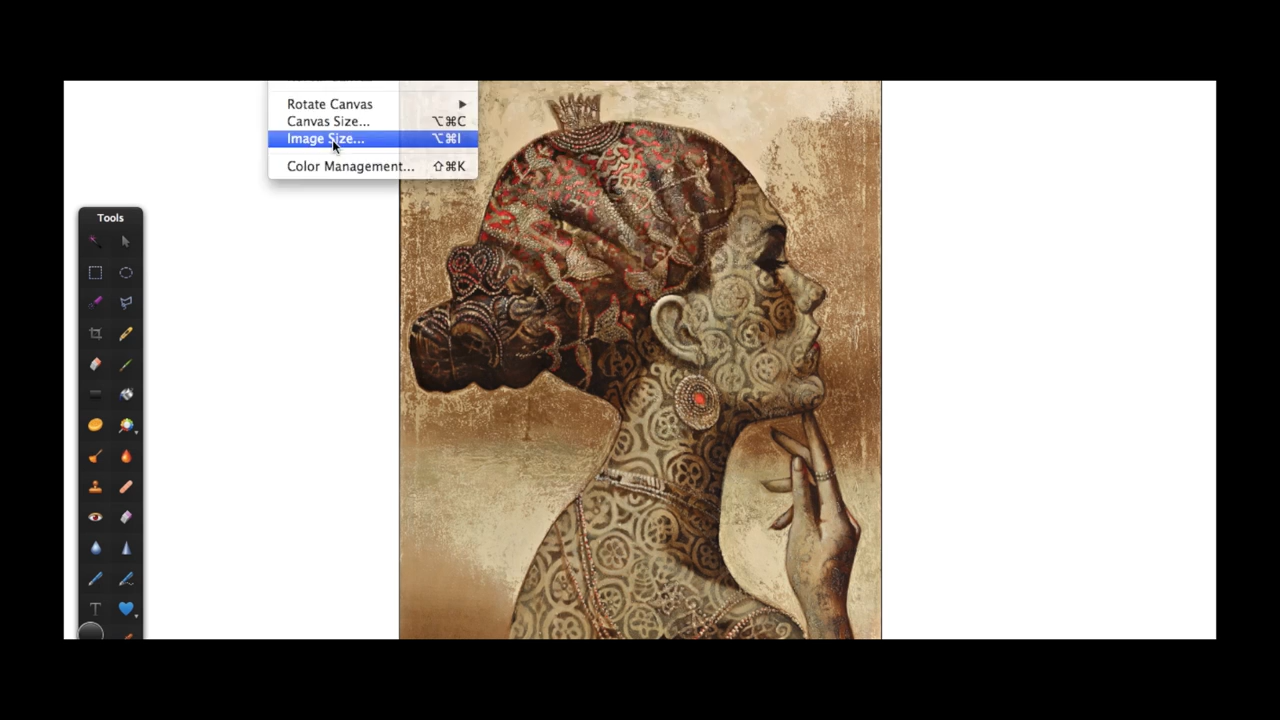 Rotate Canvas
Canvas Size... ⌥⌘C
Image Size... ⌥⌘I
Color Management... ⇧⌘K
Tools
T